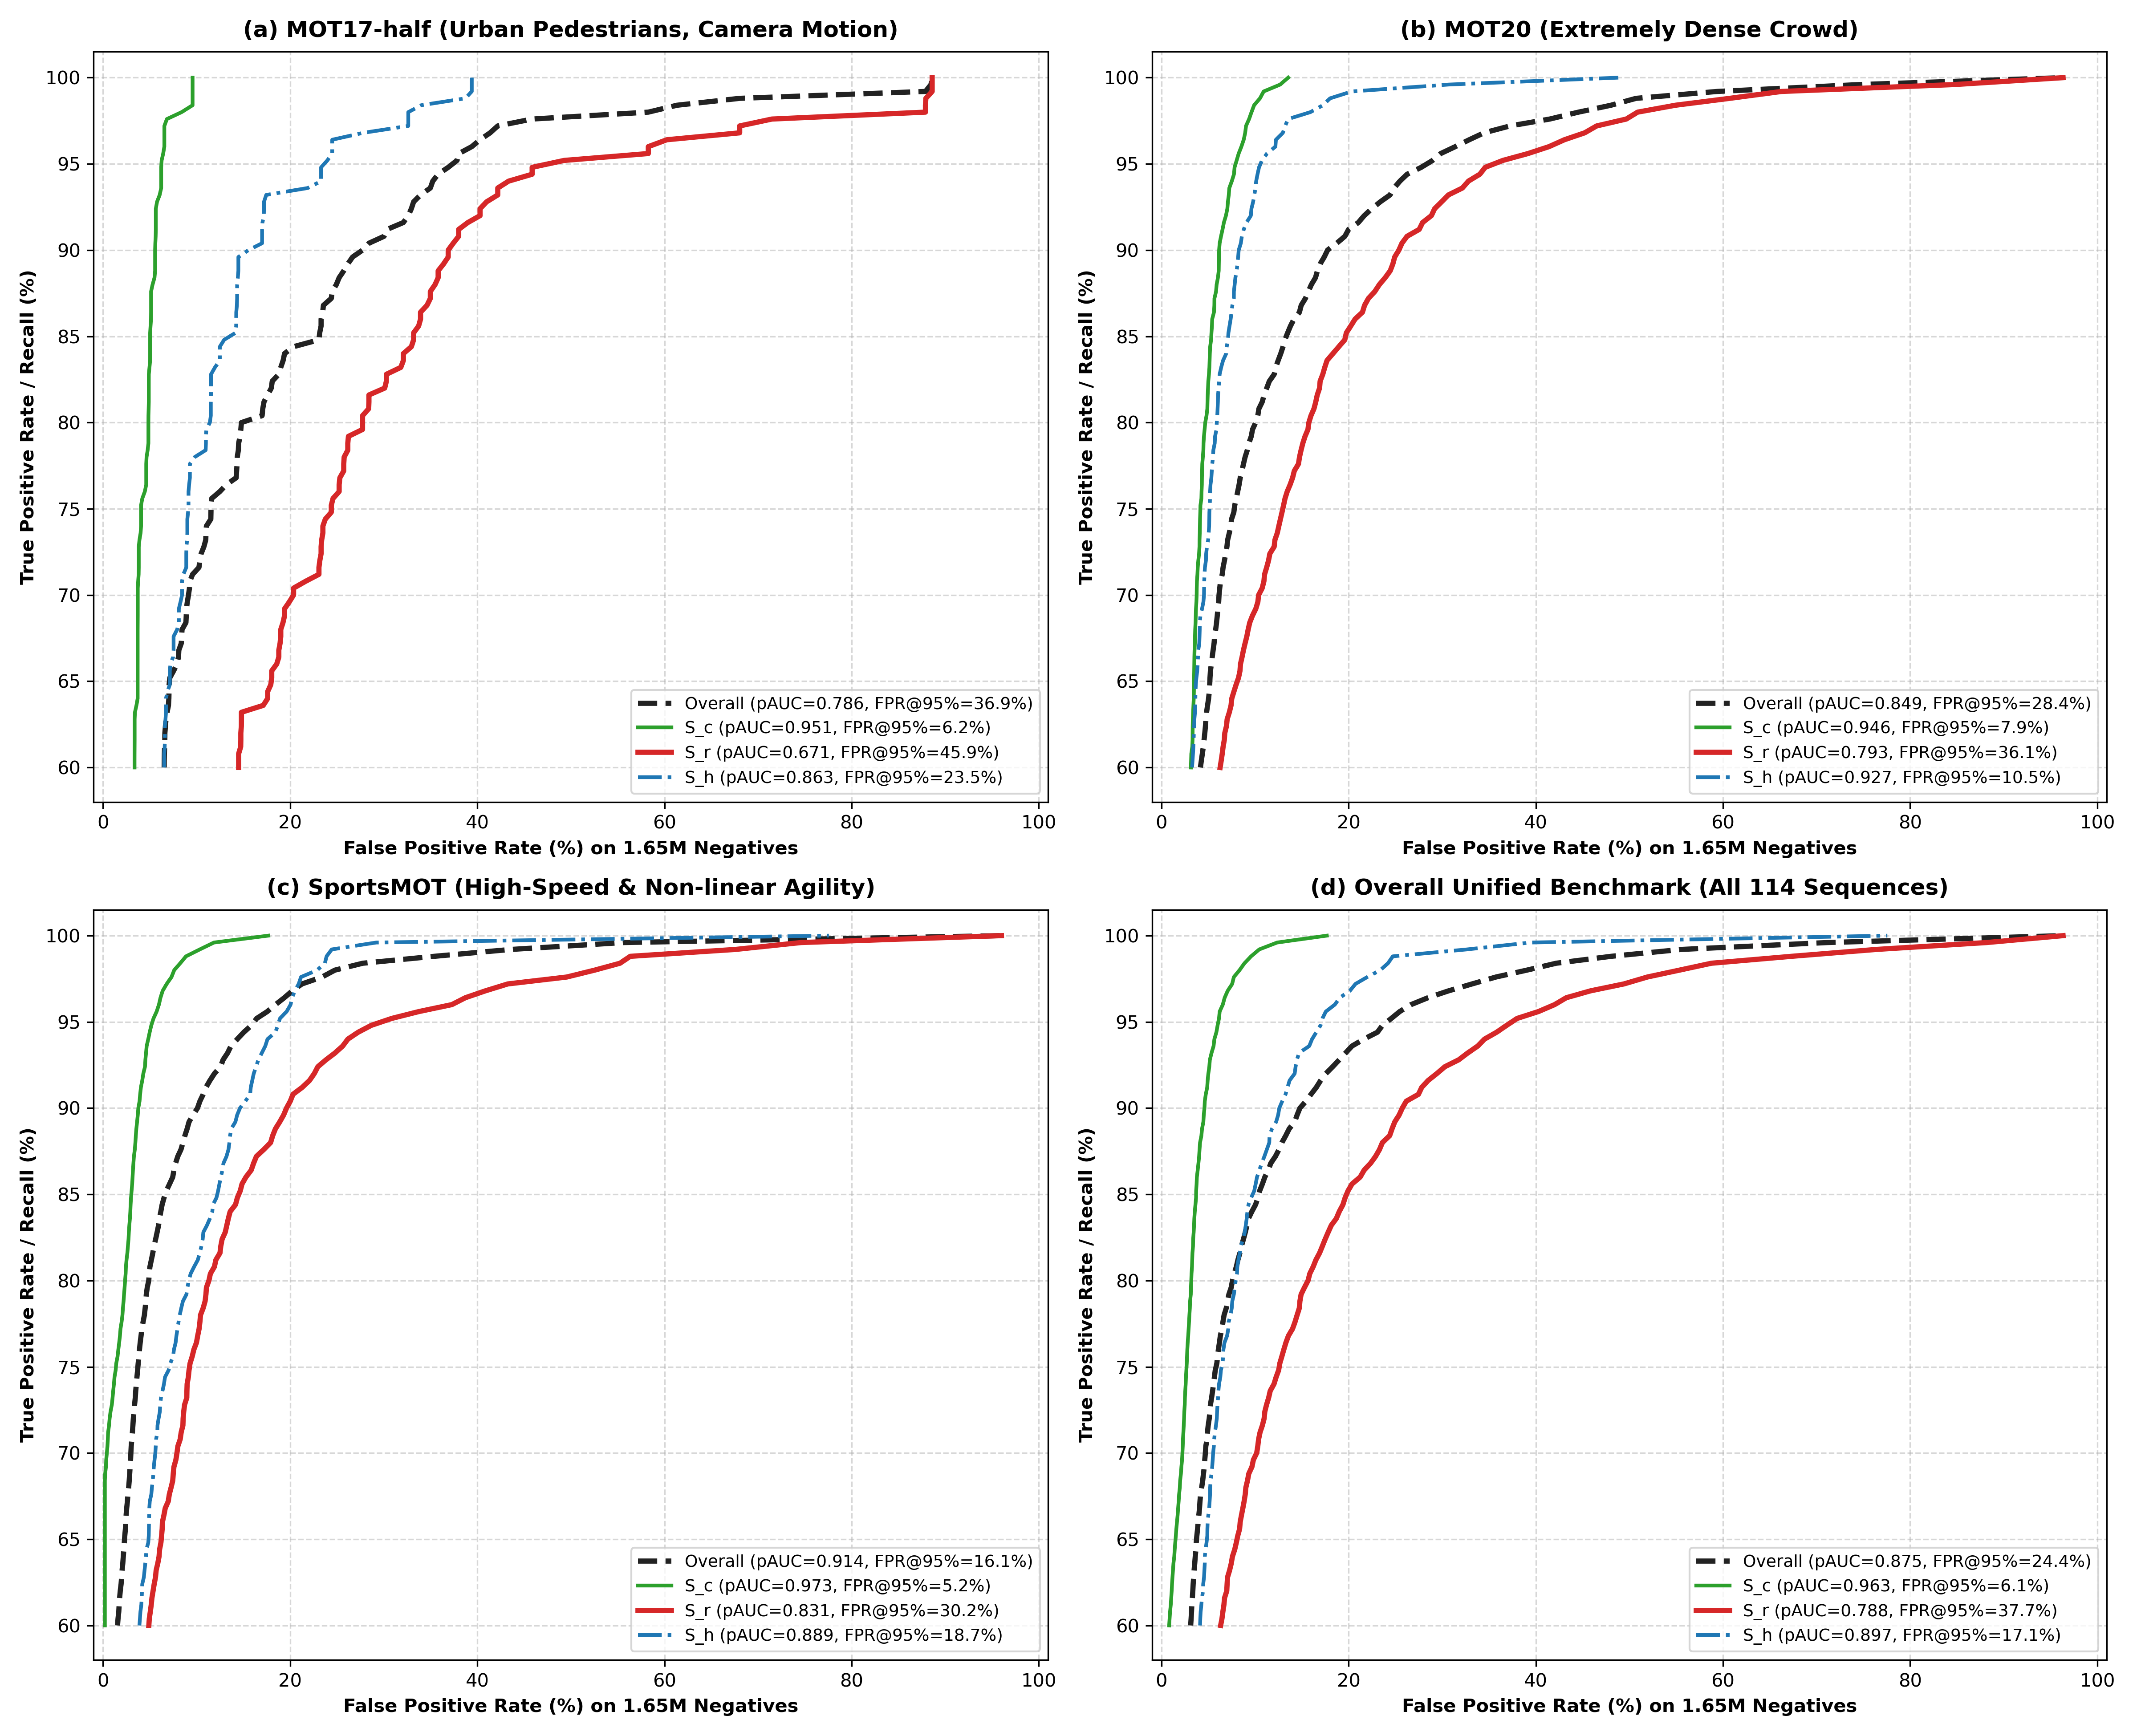 (a) MOT17-half (Urban Pedestrians, Camera Motion)
True Positive Rate / Recall (%)
100
95
90
85
80
75
70
65
60
Overall (pAUC=0.786, FPR@95%=36.9%)
S_c (pAUC=0.951, FPR@95%=6.2%)
S_r (pAUC=0.671, FPR@95%=45.9%)
S_h (pAUC=0.863, FPR@95%=23.5%)
0 20 40 60 80 100
False Positive Rate (%) on 1.65M Negatives
(b) MOT20 (Extremely Dense Crowd)
True Positive Rate / Recall (%)
100
95
90
85
80
75
70
65
60
Overall (pAUC=0.849, FPR@95%=28.4%)
S_c (pAUC=0.946, FPR@95%=7.9%)
S_r (pAUC=0.793, FPR@95%=36.1%)
S_h (pAUC=0.927, FPR@95%=10.5%)
0 20 40 60 80 100
False Positive Rate (%) on 1.65M Negatives
(c) SportsMOT (High-Speed & Non-linear Agility)
True Positive Rate / Recall (%)
100
95
90
85
80
75
70
65
60
Overall (pAUC=0.914, FPR@95%=16.1%)
S_c (pAUC=0.973, FPR@95%=5.2%)
S_r (pAUC=0.831, FPR@95%=30.2%)
S_h (pAUC=0.889, FPR@95%=18.7%)
0 20 40 60 80 100
False Positive Rate (%) on 1.65M Negatives
(d) Overall Unified Benchmark (All 114 Sequences)
True Positive Rate / Recall (%)
100
95
90
85
80
75
70
65
60
Overall (pAUC=0.875, FPR@95%=24.4%)
S_c (pAUC=0.963, FPR@95%=6.1%)
S_r (pAUC=0.788, FPR@95%=37.7%)
S_h (pAUC=0.897, FPR@95%=17.1%)
0 20 40 60 80 100
False Positive Rate (%) on 1.65M Negatives